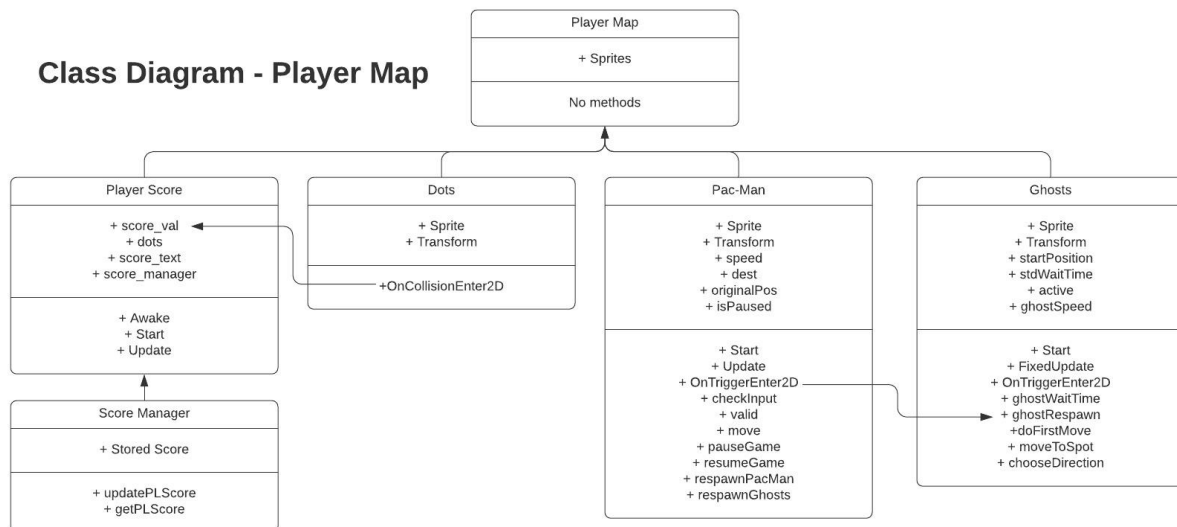 Class Diagram - Player Map
Player Map
+ Sprites
No methods
Player Score
+ score_val
+ dots
+ score_text
+ score_manager
+ Awake
+ Start
+ Update
Score Manager
+ Stored Score
+ updatePLScore
+ getPLScore
Dots
+ Sprite
+ Transform
+OnCollisionEnter2D
Pac-Man
+ Sprite
+ Transform
+ speed
+ dest
+ originalPos
+ isPaused
+ Start
+ Update
+ OnTriggerEnter2D
+ checkInput
+ valid
+ move
+ pauseGame
+ resumeGame
+ respawnPacMan
+ respawnGhosts
Ghosts
+ Sprite
+ Transform
+ startPosition
+ stdWaitTime
+ active
+ ghostSpeed
+ Start
+ FixedUpdate
+ OnTriggerEnter2D
+ ghostWaitTime
+ ghostRespawn
+doFirstMove
+ moveToSpot
+ chooseDirection